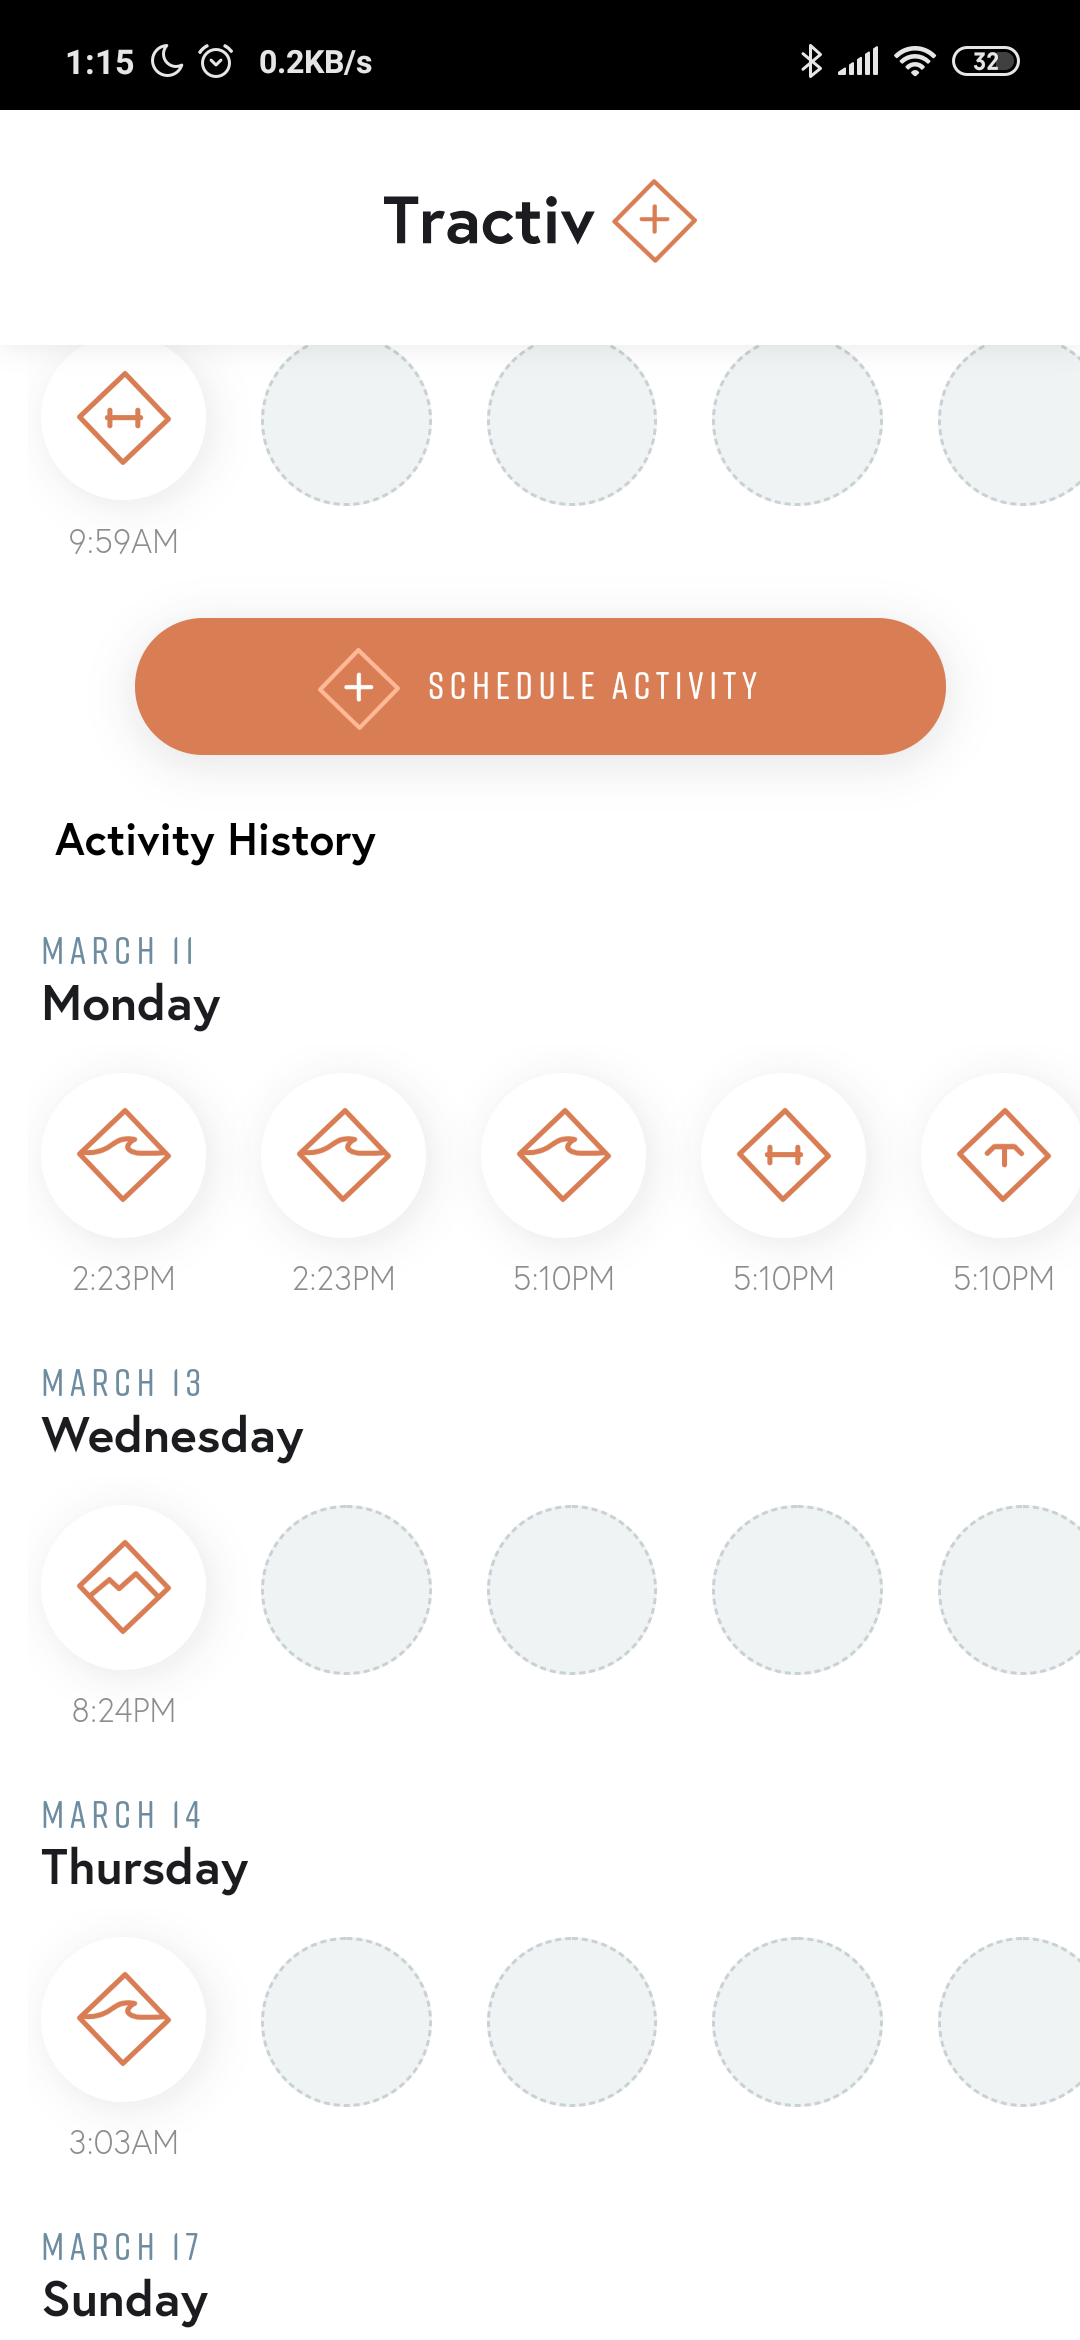 1:15 0.2KB/s 32
Tractiv
9:59AM
SCHEDULE ACTIVITY
Activity History
MARCH 11
Monday
2:23PM 2:23PM 5:10PM 5:10PM 5:10PM
MARCH 13
Wednesday
8:24PM
MARCH 14
Thursday
3:03AM
MARCH 17
Sunday